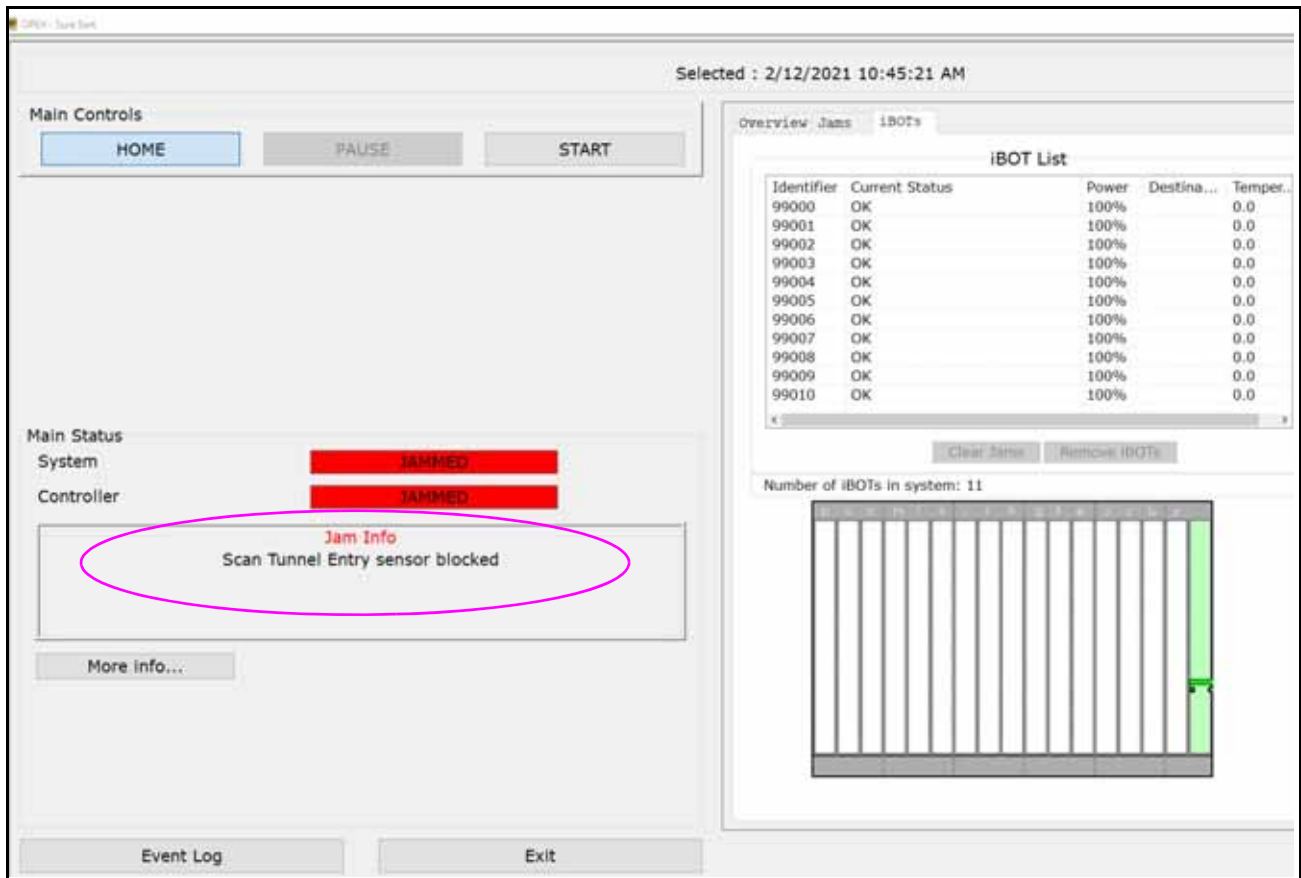 OPEX - Sure Sort
Selected : 2/12/2021 10:45:21 AM
Main Controls
HOME PAUSE START
Main Status
System JAMMED
Controller JAMMED
Jam Info
Scan Tunnel Entry sensor blocked
More info...
Event Log Exit
Overview Jams iBOTs
iBOT List
Identifier Current Status Power Destina... Temper..
99000 OK 100% 0.0
99001 OK 100% 0.0
99002 OK 100% 0.0
99003 OK 100% 0.0
99004 OK 100% 0.0
99005 OK 100% 0.0
99006 OK 100% 0.0
99007 OK 100% 0.0
99008 OK 100% 0.0
99009 OK 100% 0.0
99010 OK 100% 0.0
Clear Jams Remove iBOTs
Number of iBOTs in system: 11